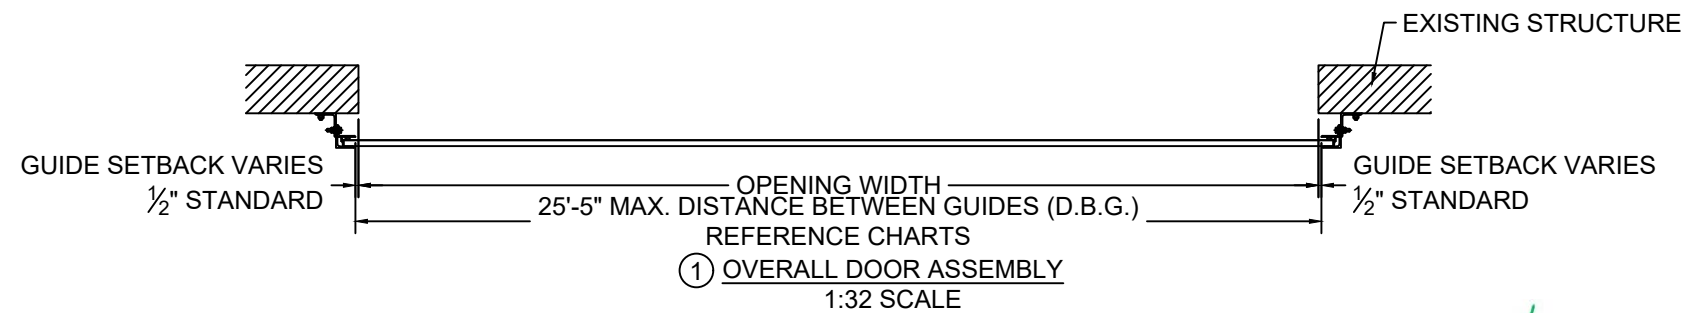 EXISTING STRUCTURE
GUIDE SETBACK VARIES
½" STANDARD
OPENING WIDTH
25'-5" MAX. DISTANCE BETWEEN GUIDES (D.B.G.)
REFERENCE CHARTS
GUIDE SETBACK VARIES
½" STANDARD
1 OVERALL DOOR ASSEMBLY
1:32 SCALE